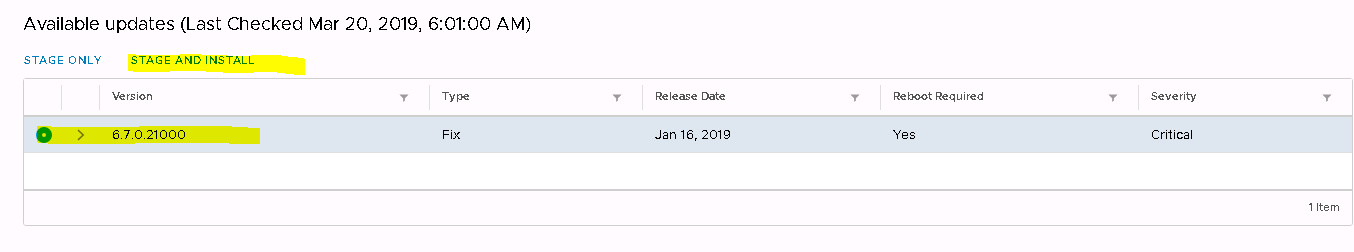 Available updates (Last Checked Mar 20, 2019, 6:01:00 AM)
STAGE ONLY STAGE AND INSTALL
Version Type Release Date Reboot Required Severity
6.7.0.21000 Fix Jan 16, 2019 Yes Critical
1 Item